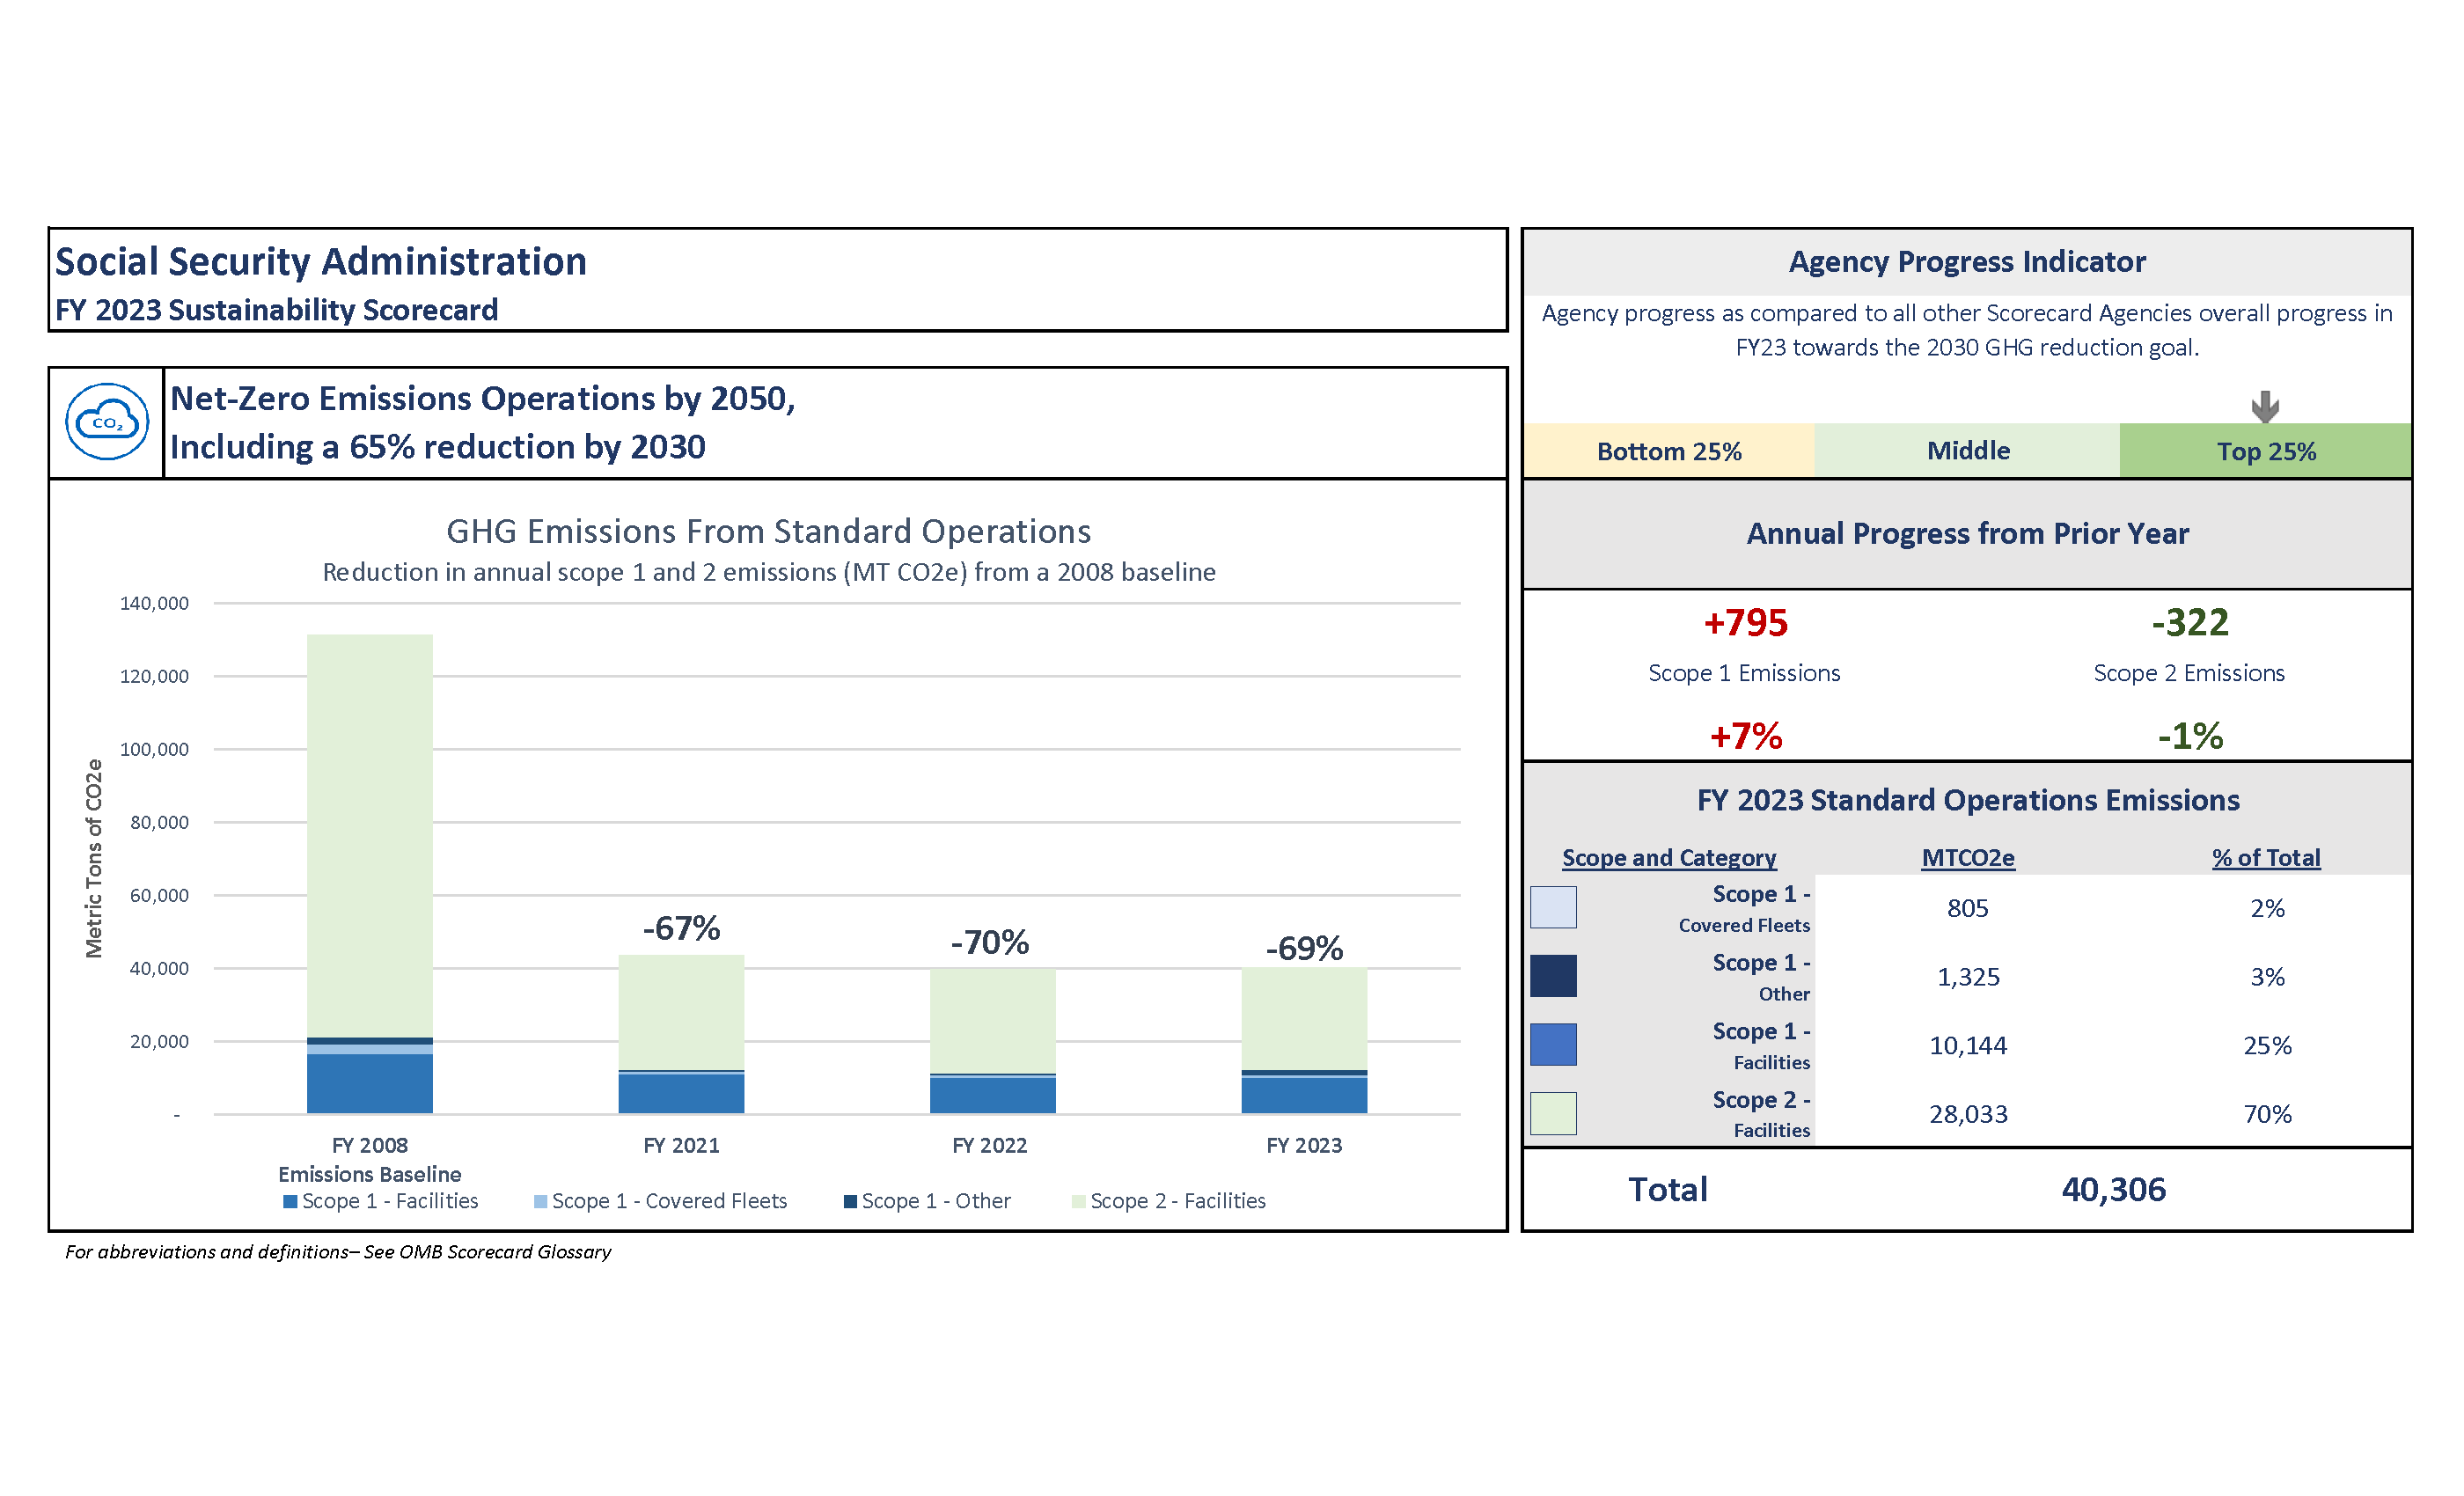 Social Security Administration
FY 2023 Sustainability Scorecard
CO₂
Net-Zero Emissions Operations by 2050,
Including a 65% reduction by 2030
GHG Emissions From Standard Operations
Reduction in annual scope 1 and 2 emissions (MT CO2e) from a 2008 baseline
Metric Tons of CO2e
140,000
120,000
100,000
80,000
60,000
40,000
20,000
-
-67%
-70%
-69%
FY 2008
Emissions Baseline
FY 2021
FY 2022
FY 2023
Scope 1 - Facilities
Scope 1 - Covered Fleets
Scope 1 - Other
Scope 2 - Facilities
For abbreviations and definitions– See OMB Scorecard Glossary
Agency Progress Indicator
Agency progress as compared to all other Scorecard Agencies overall progress in
FY23 towards the 2030 GHG reduction goal.
Bottom 25%
Middle
Top 25%
Annual Progress from Prior Year
+795
-322
Scope 1 Emissions
Scope 2 Emissions
+7%
-1%
FY 2023 Standard Operations Emissions
Scope and Category MTCO2e % of Total
Scope 1 -
Covered Fleets
805 2%
Scope 1 -
Other
1,325 3%
Scope 1 -
Facilities
10,144 25%
Scope 2 -
Facilities
28,033 70%
Total 40,306